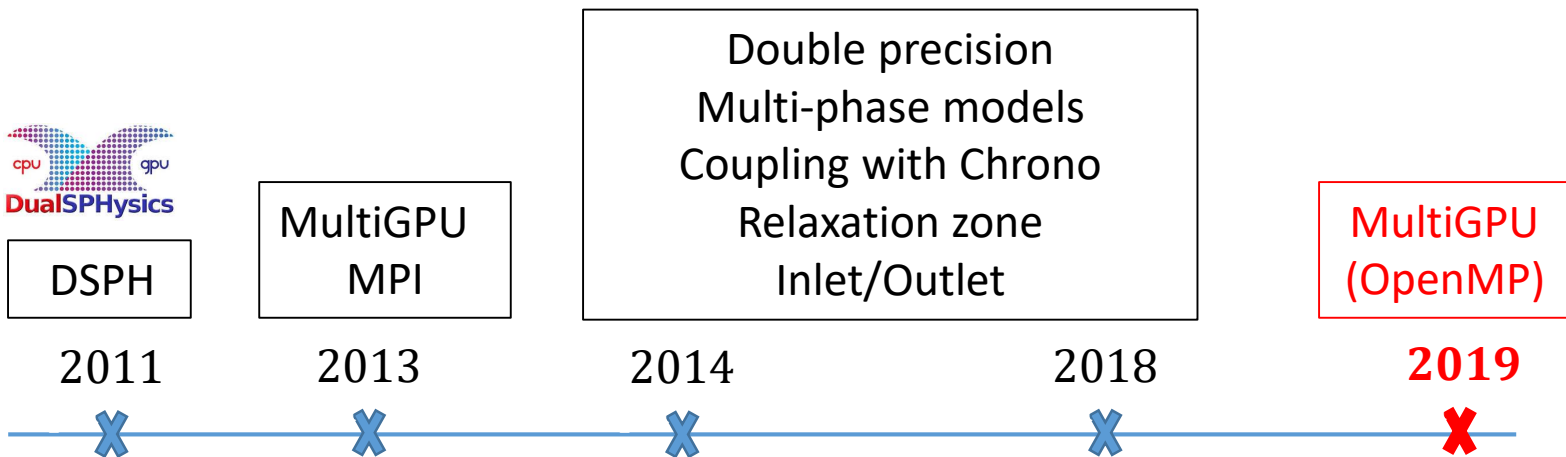 cpu gpu
DualSPHysics
DSPH
MultiGPU
MPI
Double precision
Multi-phase models
Coupling with Chrono
Relaxation zone
Inlet/Outlet
MultiGPU
(OpenMP)
2011 2013 2014 2018 2019